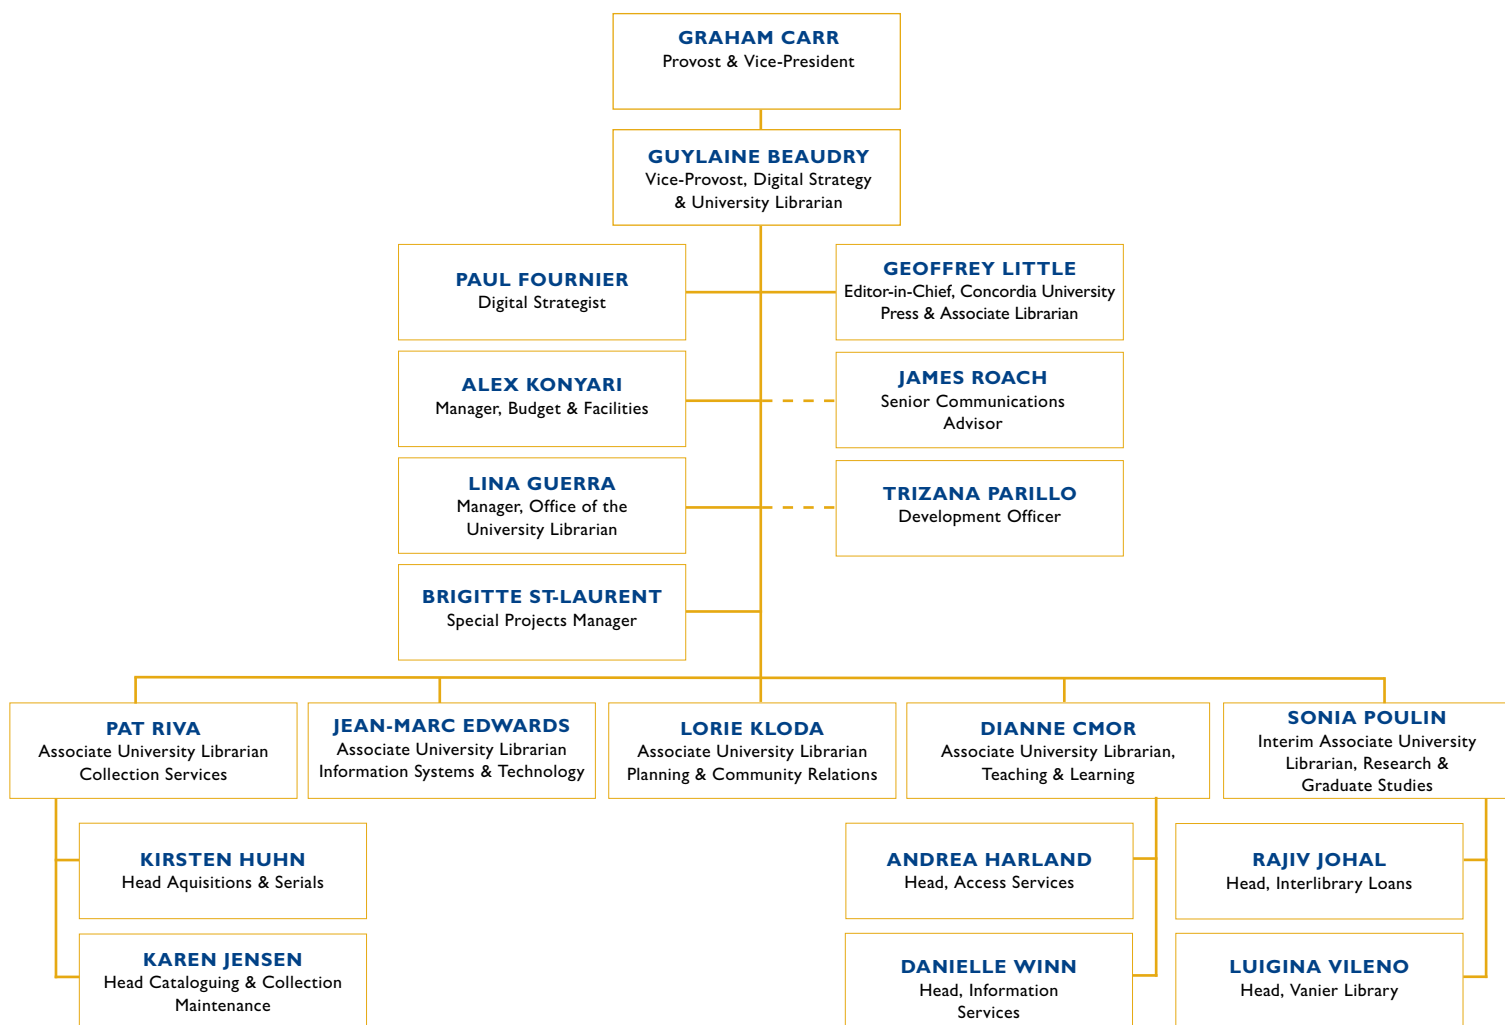 GRAHAM CARR
Provost & Vice-President
GUYLAINE BEAUDRY
Vice-Provost, Digital Strategy
& University Librarian
PAUL FOURNIER
Digital Strategist
GEOFFREY LITTLE
Editor-in-Chief, Concordia University
Press & Associate Librarian
ALEX KONYARI
Manager, Budget & Facilities
JAMES ROACH
Senior Communications
Advisor
LINA GUERRA
Manager, Office of the
University Librarian
TRIZANA PARILLO
Development Officer
BRIGITTE ST-LAURENT
Special Projects Manager
PAT RIVA
Associate University Librarian
Collection Services
JEAN-MARC EDWARDS
Associate University Librarian
Information Systems & Technology
LORIE KLODA
Associate University Librarian
Planning & Community Relations
DIANNE CMOR
Associate University Librarian,
Teaching & Learning
SONIA POULIN
Interim Associate University
Librarian, Research &
Graduate Studies
KIRSTEN HUHN
Head Aquisitions & Serials
ANDREA HARLAND
Head, Access Services
RAJIV JOHAL
Head, Interlibrary Loans
KAREN JENSEN
Head Cataloguing & Collection
Maintenance
DANIELLE WINN
Head, Information
Services
LUIGINA VILENO
Head, Vanier Library